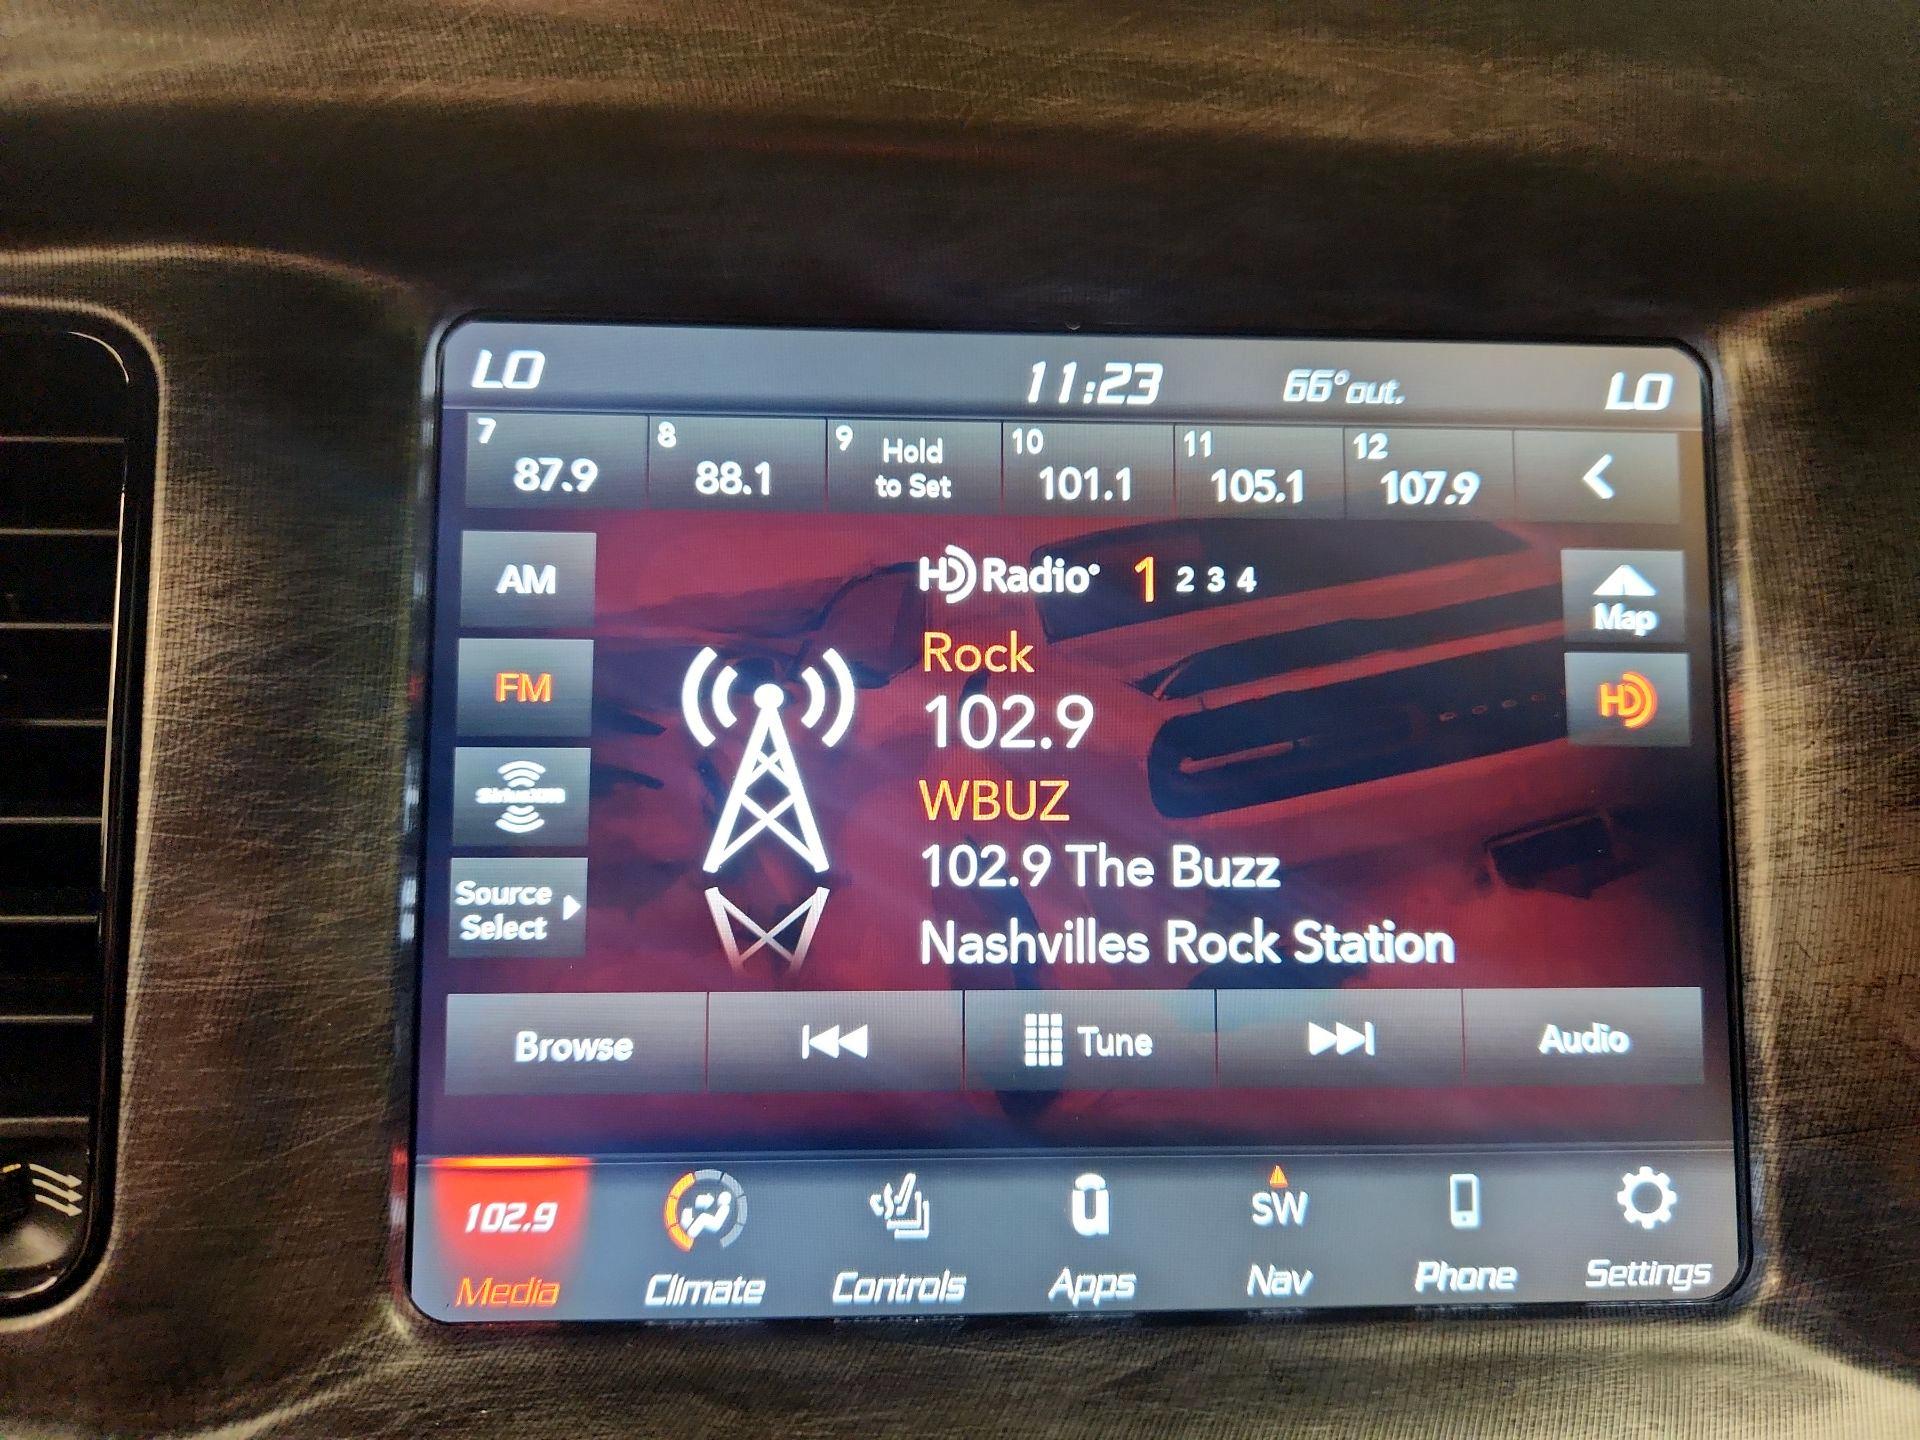 LO 11:23 66° out. LO
7 87.9
8 88.1
9 Hold
to Set
10 101.1
11 105.1
12 107.9
AM
FM
SiriusXM
Source
Select
HD Radio 1 2 3 4
Rock
102.9
WBUZ
102.9 The Buzz
Nashvilles Rock Station
Map
HD
Browse
Tune
Audio
102.9
Media
Climate
Controls
Apps
SW
Nav
Phone
Settings